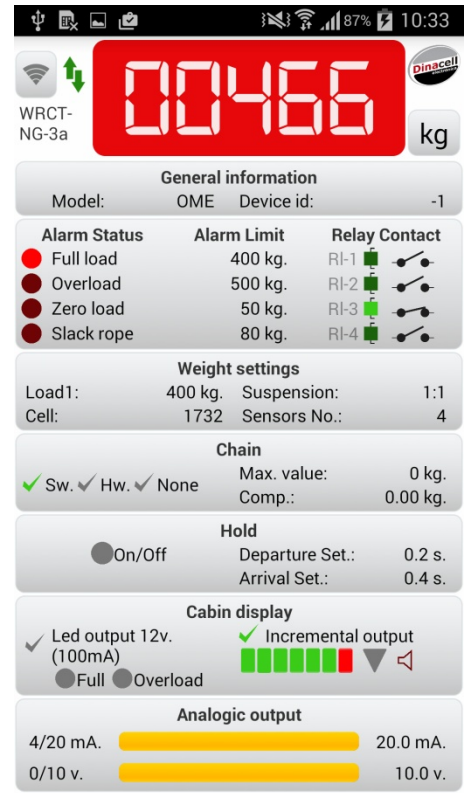 87% 10:33
WRCT-
NG-3a
00466
Dinacell
kg
General information
Model: OME Device id: -1
Alarm Status Alarm Limit Relay Contact
Full load 400 kg. Rl-1
Overload 500 kg. Rl-2
Zero load 50 kg. Rl-3
Slack rope 80 kg. Rl-4
Weight settings
Load1: 400 kg. Suspension: 1:1
Cell: 1732 Sensors No.: 4
Chain
Sw. Hw. None Max. value: 0 kg.
Comp.: 0.00 kg.
Hold
On/Off Departure Set.: 0.2 s.
Arrival Set.: 0.4 s.
Cabin display
Led output 12v. Incremental output
(100mA)
Full Overload
Analogic output
4/20 mA. 20.0 mA.
0/10 v. 10.0 v.